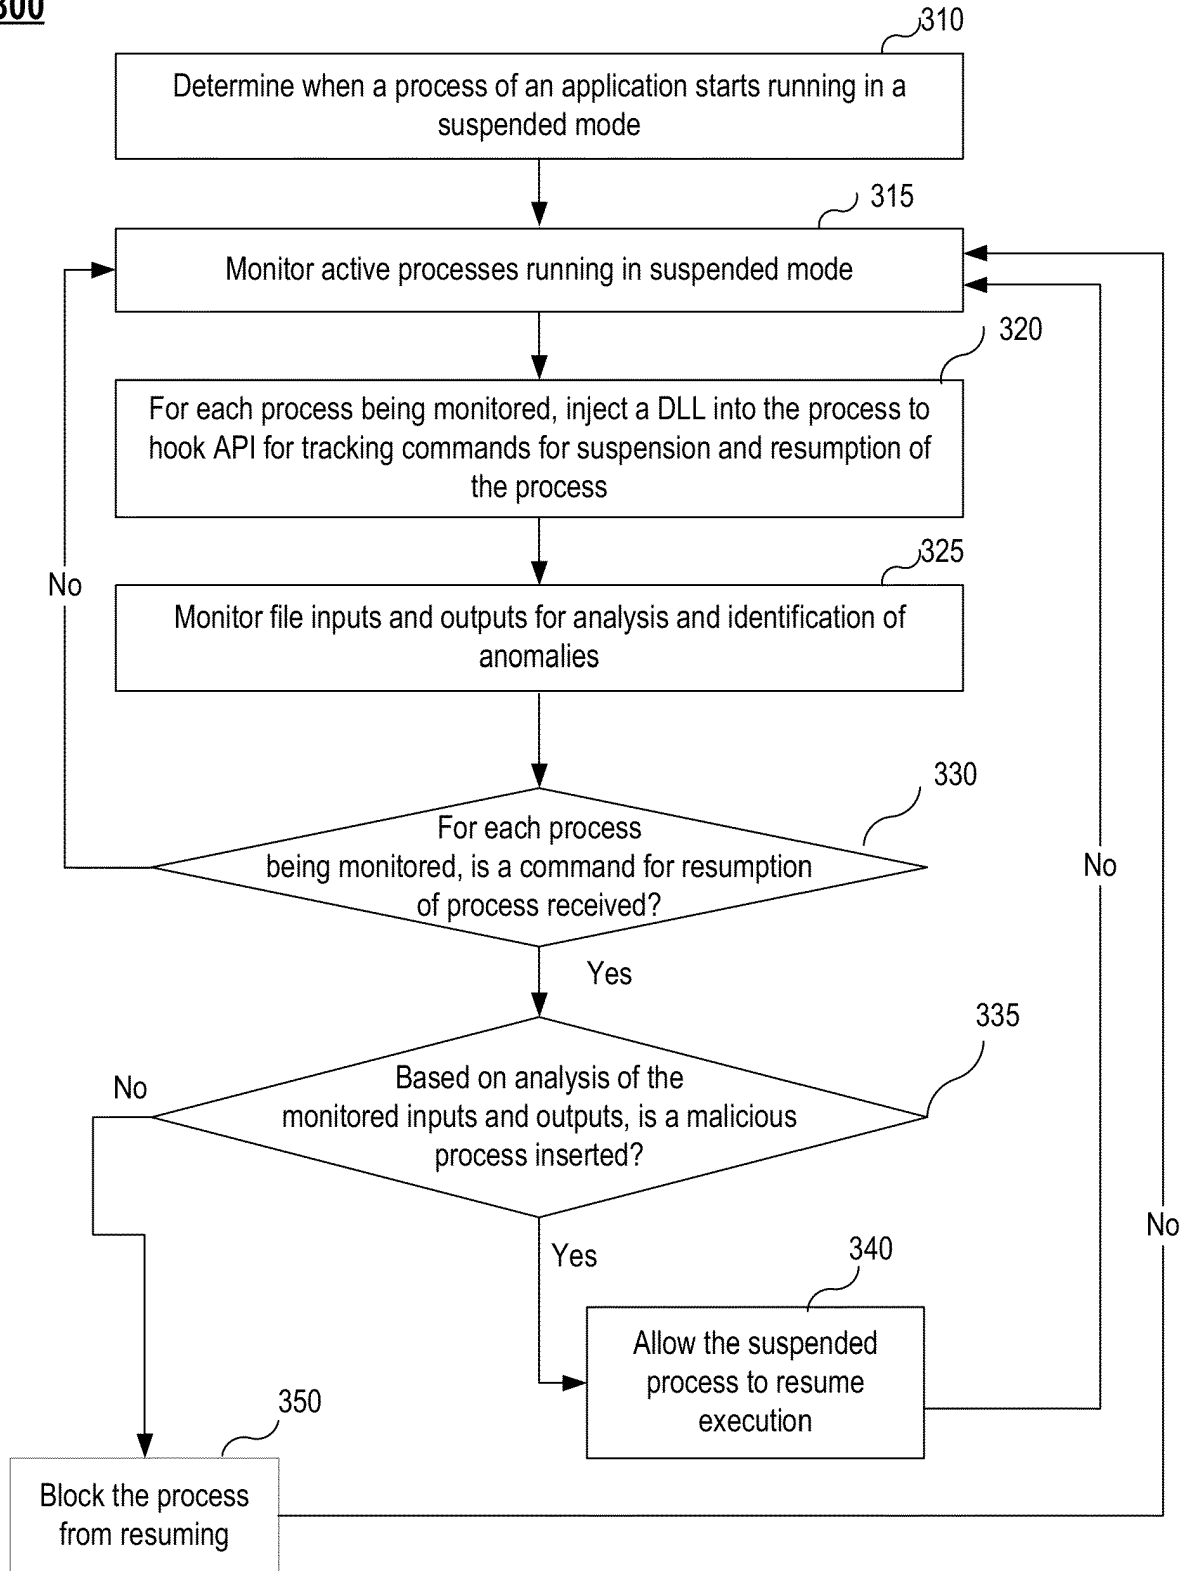 300
310
Determine when a process of an application starts running in a
suspended mode
315
Monitor active processes running in suspended mode
320
For each process being monitored, inject a DLL into the process to
hook API for tracking commands for suspension and resumption of
the process
325
No
Monitor file inputs and outputs for analysis and identification of
anomalies
330
For each process
being monitored, is a command for resumption
of process received?
No
Yes
335
No
Based on analysis of the
monitored inputs and outputs, is a malicious
process inserted?
No
Yes
340
Allow the suspended
process to resume
execution
350
Block the process
from resuming